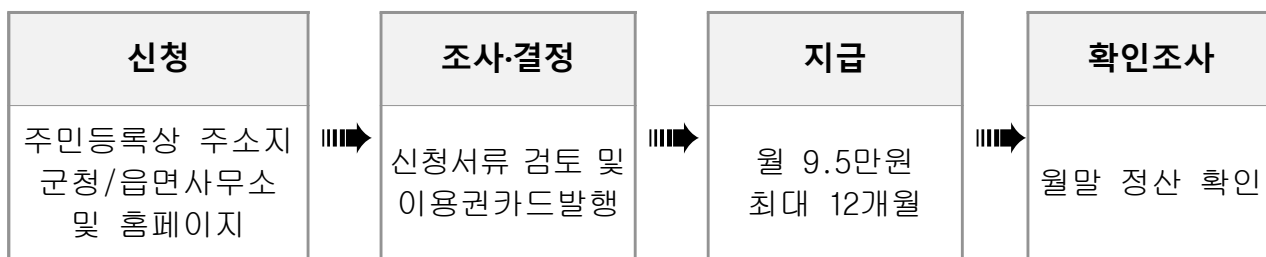 신청
주민등록상 주소지
군청/읍면사무소
및 홈페이지
조사·결정
신청서류 검토 및
이용권카드발행
지급
월 9.5만원
최대 12개월
확인조사
월말 정산 확인